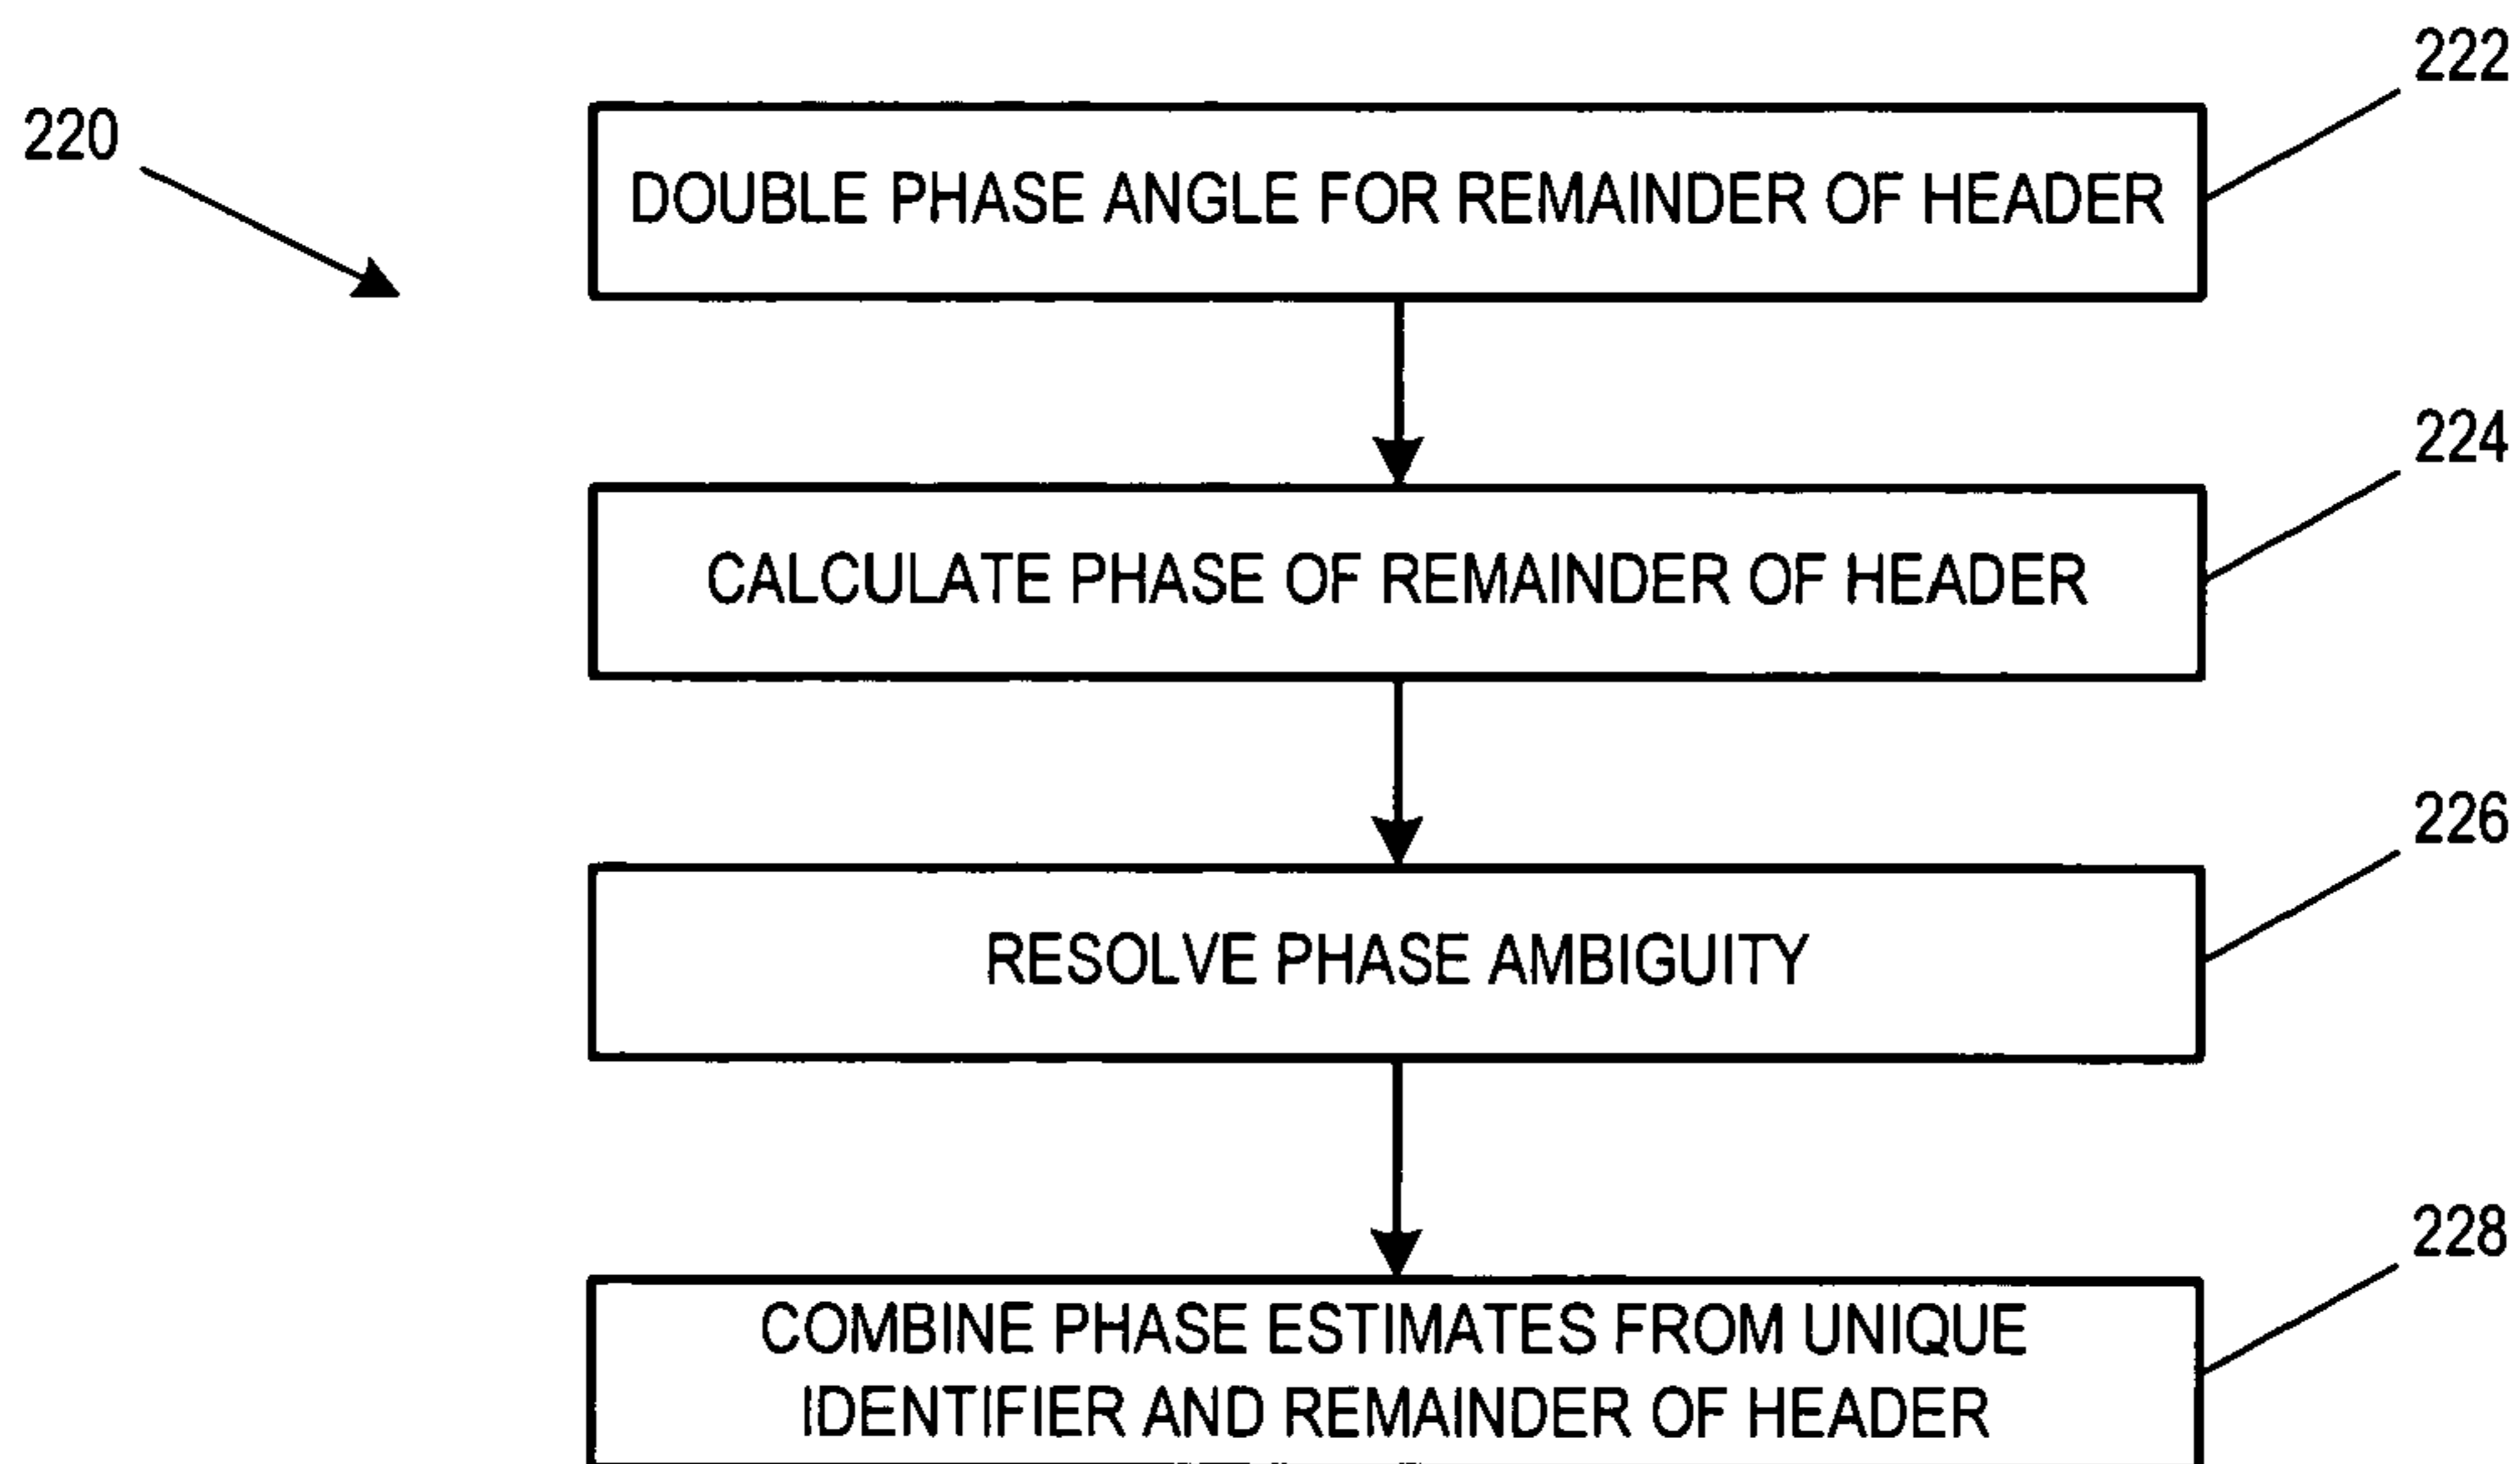 222
220
DOUBLE PHASE ANGLE FOR REMAINDER OF HEADER
224
CALCULATE PHASE OF REMAINDER OF HEADER
226
RESOLVE PHASE AMBIGUITY
228
COMBINE PHASE ESTIMATES FROM UNIQUE
IDENTIFIER AND REMAINDER OF HEADER